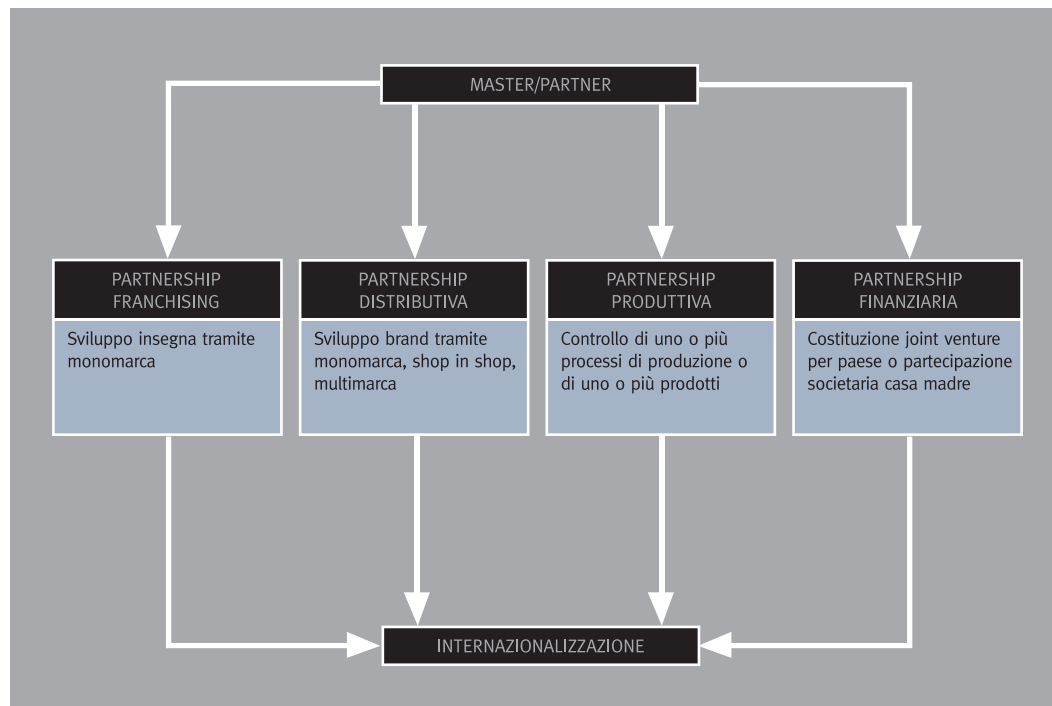 MASTER/PARTNER
PARTNERSHIP
FRANCHISING
Sviluppo insegna tramite
monomarca
PARTNERSHIP
DISTRIBUTIVA
Sviluppo brand tramite
monomarca, shop in shop,
multimarca
PARTNERSHIP
PRODUTTIVA
Controllo di uno o più
processi di produzione o
di uno o più prodotti
PARTNERSHIP
FINANZIARIA
Costituzione joint venture
per paese o partecipazione
societaria casa madre
INTERNAZIONALIZZAZIONE